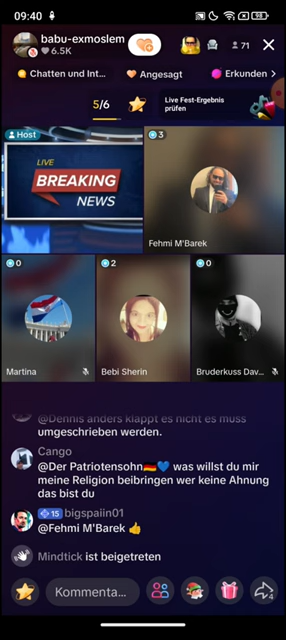 09:40
98
babu-exmoslem
6.5K
71
Chatten und Int...
Angesagt
Erkunden
5/6
Live Fest-Ergebnis
prüfen
Host
LIVE
BREAKING
NEWS
3
Fehmi M'Barek
0
Martina
2
Bebi Sherin
0
Bruderkuss Dav...
@Dennis anders klappt es nicht es muss
umgeschrieben werden.
Cango
@Der Patriotensohn🇩🇪💙 was willst du mir
meine Religion beibringen wer keine Ahnung
das bist du
15 bigspaiin01
@Fehmi M'Barek 👍
Mindtick ist beigetreten
Kommenta...
4